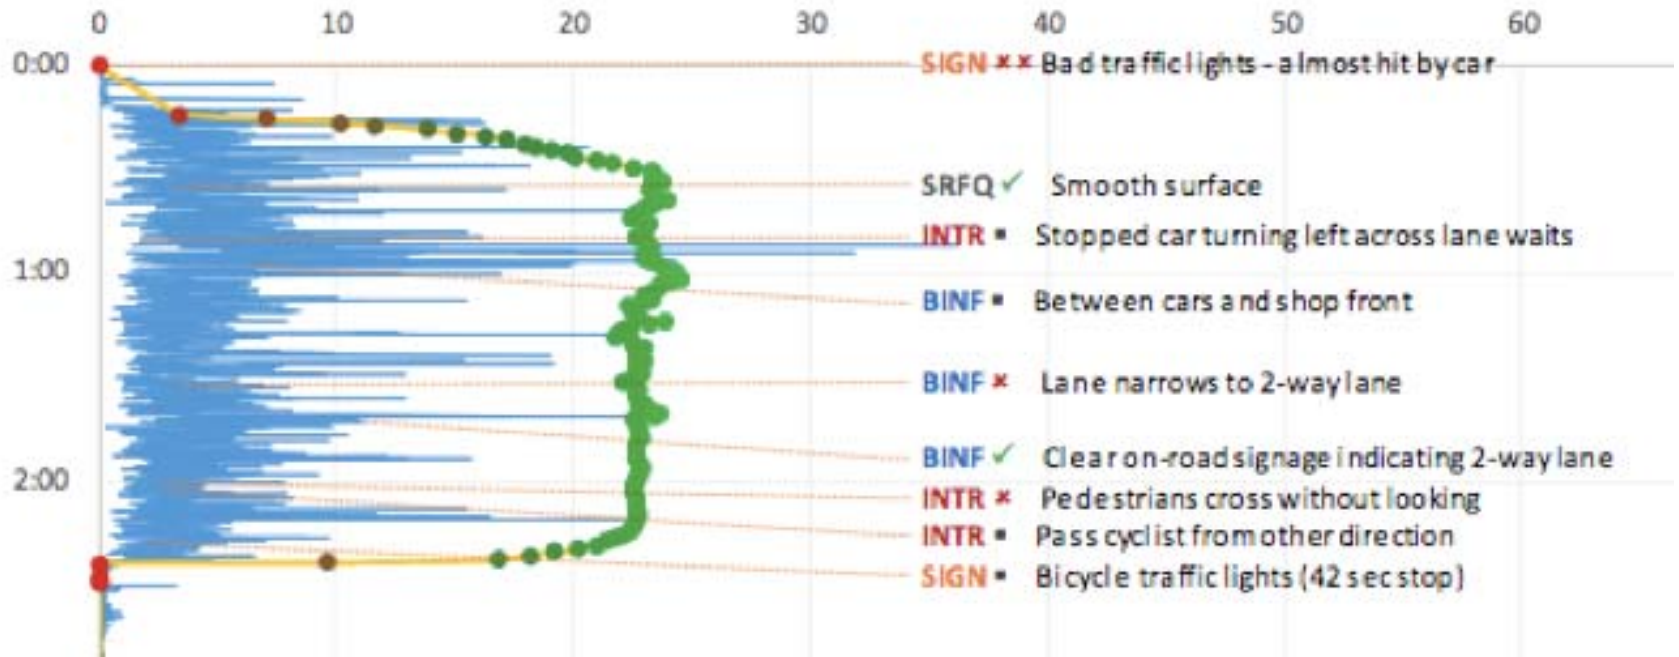 0 10 20 30 40 50 60
0:00 SIGN ×× Bad traffic lights - almost hit by car
SRFQ ✓ Smooth surface
INTR ▪ Stopped car turning left across lane waits
1:00
BINF ▪ Between cars and shop front
BINF × Lane narrows to 2-way lane
BINF ✓ Clear on-road signage indicating 2-way lane
2:00
INTR × Pedestrians cross without looking
INTR ▪ Pass cyclist from other direction
SIGN ▪ Bicycle traffic lights (42 sec stop)